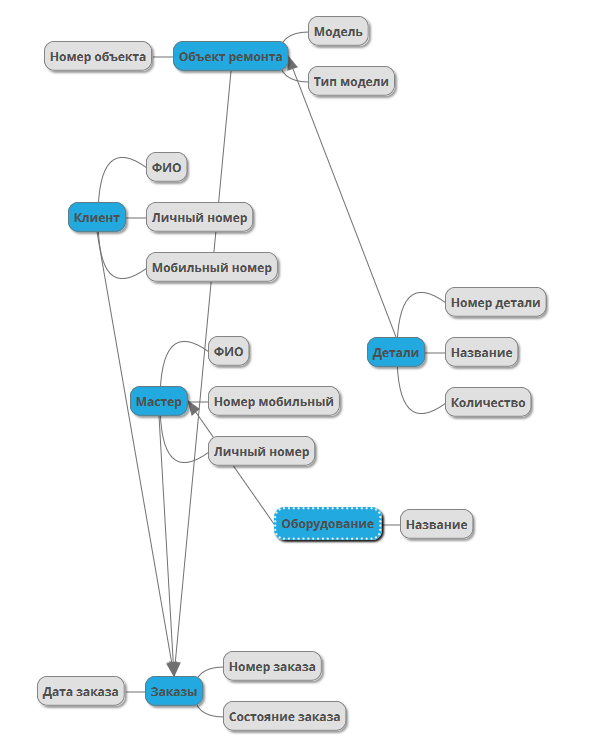 Модель
Номер объекта
Объект ремонта
Тип модели
ФИО
Клиент
Личный номер
Мобильный номер
Номер детали
ФИО
Детали
Название
Мастер
Номер мобильный
Количество
Личный номер
Оборудование
Название
Номер заказа
Дата заказа
Заказы
Состояние заказа